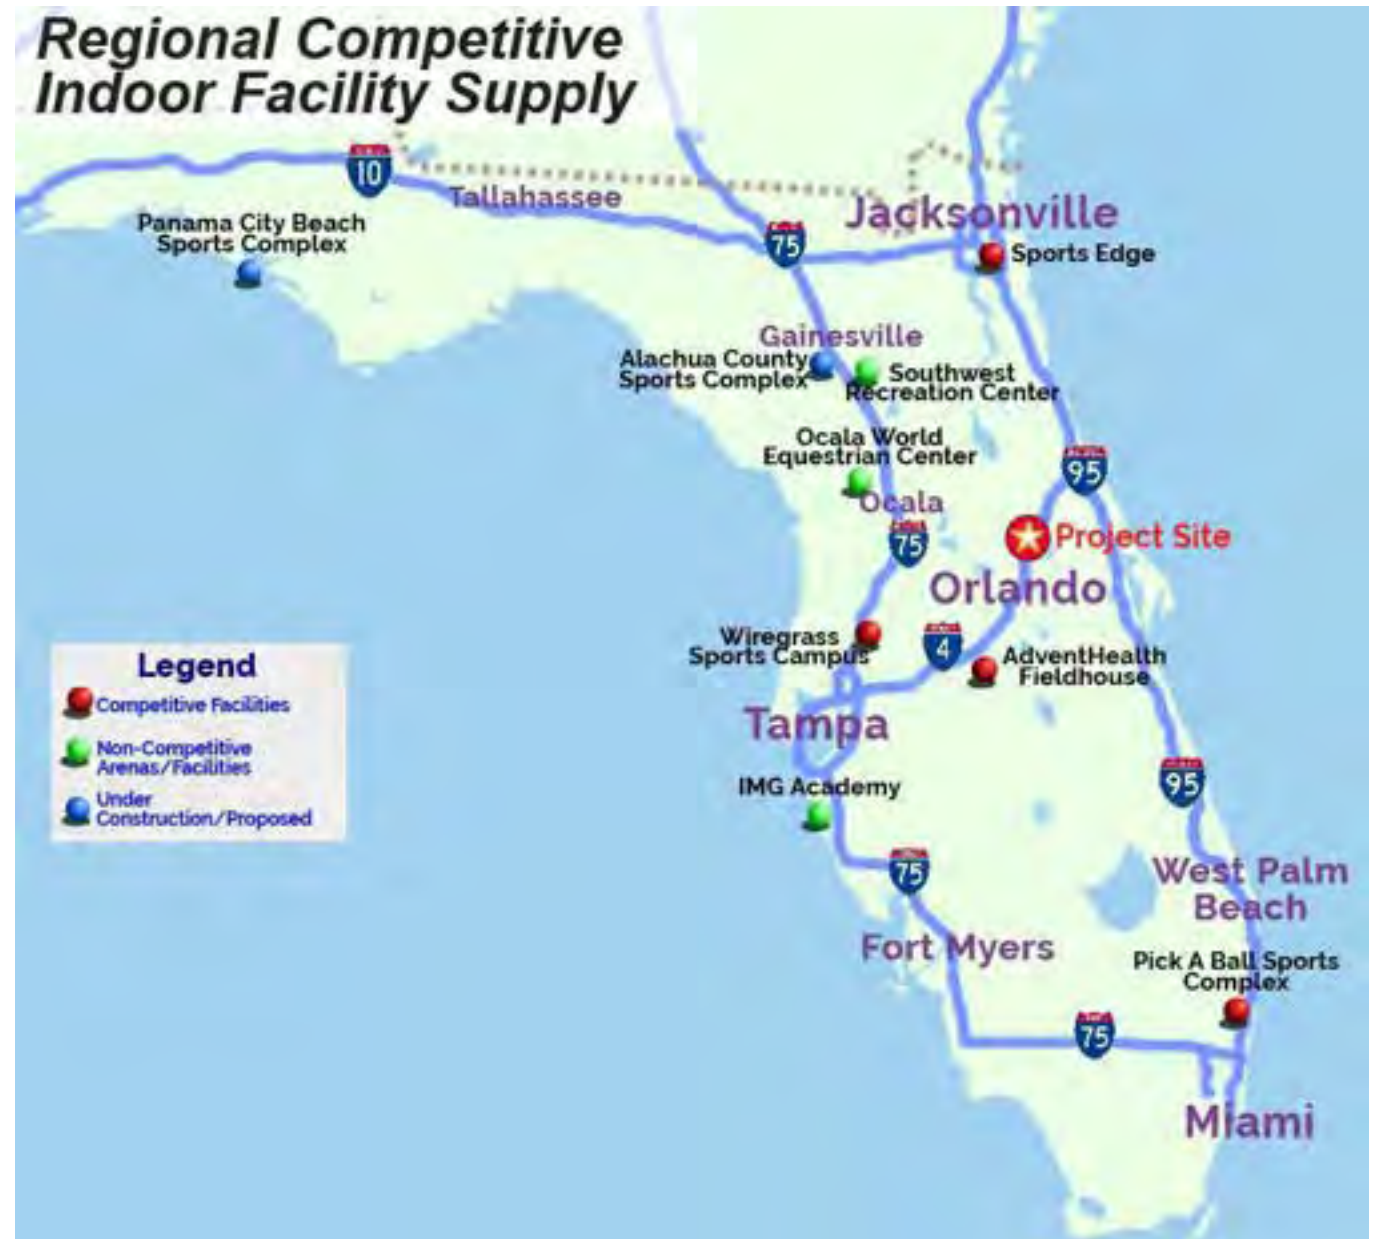 Regional Competitive
Indoor Facility Supply
10
Tallahassee
Panama City Beach
Sports Complex
75
Jacksonville
Sports Edge
Gainesville
Alachua County
Sports Complex
Southwest
Recreation Center
Ocala World
Equestrian Center
95
Ocala
75
Project Site
Orlando
Wiregrass
Sports Campus
4
AdventHealth
Fieldhouse
Legend
Competitive Facilities
Non-Competitive
Arenas/Facilities
Under
Construction/Proposed
Tampa
IMG Academy
95
75
West Palm
Beach
Fort Myers
Pick A Ball Sports
Complex
75
Miami